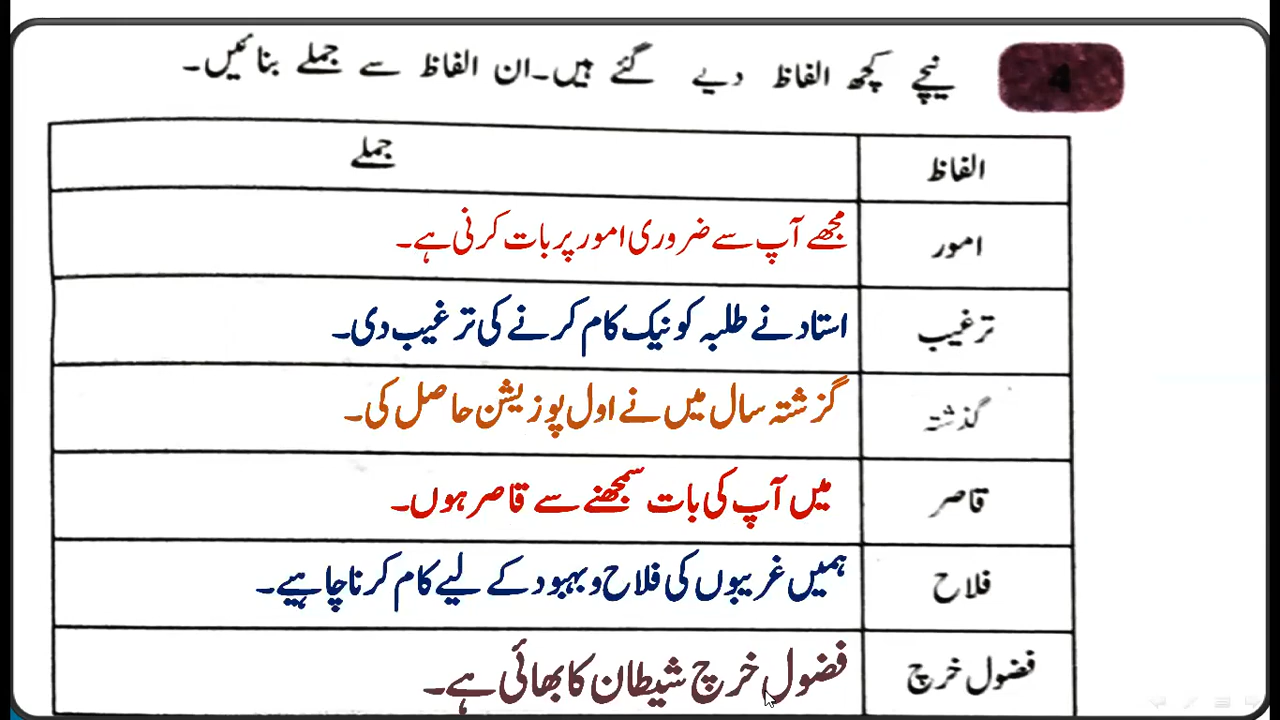 4 نیچے کچھ الفاظ دیے گئے ہیں۔ ان الفاظ سے جملے بنائیں۔
الفاظ جملے
امور مجھے آپ سے ضروری امور پر بات کرنی ہے۔
ترغیب استاد نے طلبہ کو نیک کام کرنے کی ترغیب دی۔
گذشتہ گزشتہ سال میں نے اول پوزیشن حاصل کی۔
قاصر میں آپ کی بات سمجھنے سے قاصر ہوں۔
فلاح ہمیں غریبوں کی فلاح و بہبود کے لیے کام کرنا چاہیے۔
فضول خرچ فضول خرچ شیطان کا بھائی ہے۔